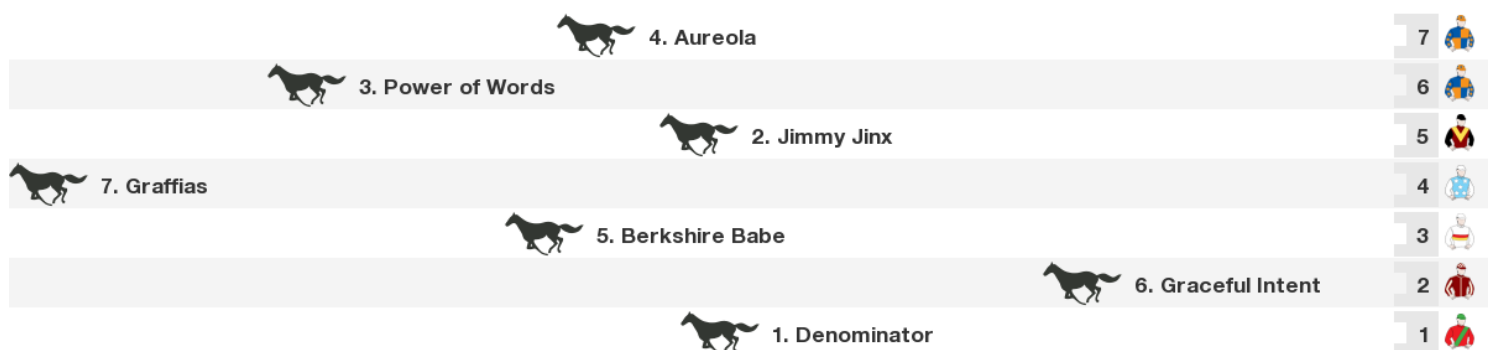 4. Aureola 7
3. Power of Words 6
2. Jimmy Jinx 5
7. Graffias 4
5. Berkshire Babe 3
6. Graceful Intent 2
1. Denominator 1